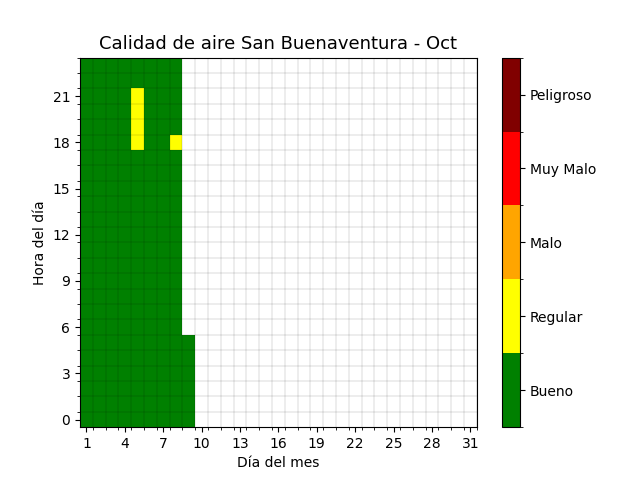 Calidad de aire San Buenaventura - Oct
Hora del día
21
18
15
12
9
6
3
0
1 4 7 10 13 16 19 22 25 28 31
Día del mes
Peligroso
Muy Malo
Malo
Regular
Bueno